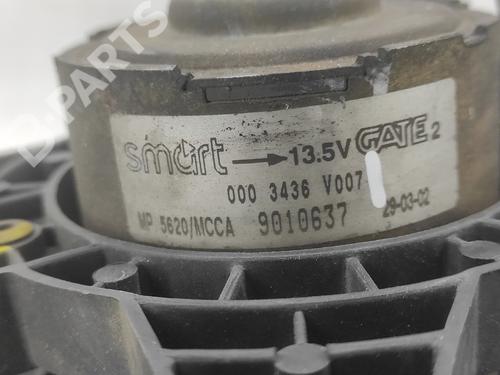 B-PARTS
smart → 13.5V GATE 2
000 3436 V007
MP 5620/MCCA 9010637 29-03-02